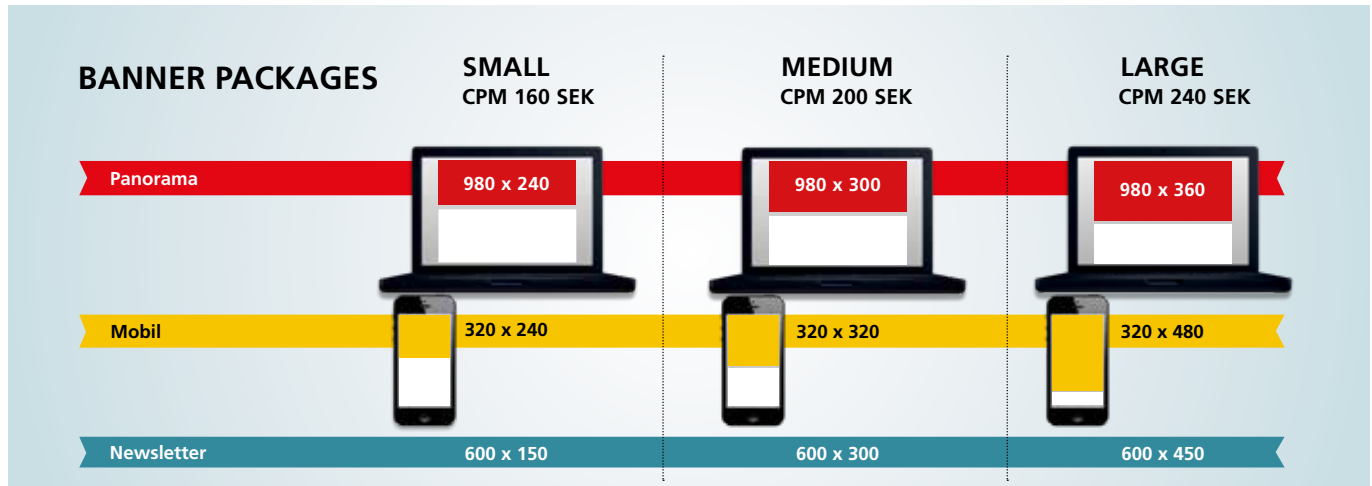 BANNER PACKAGES
SMALL
CPM 160 SEK
MEDIUM
CPM 200 SEK
LARGE
CPM 240 SEK
Panorama
980 x 240
980 x 300
980 x 360
Mobil
320 x 240
320 x 320
320 x 480
Newsletter
600 x 150
600 x 300
600 x 450